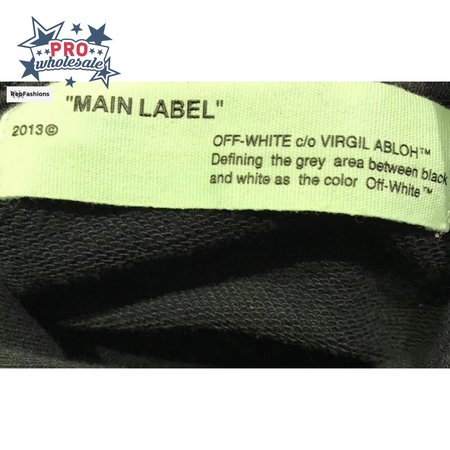 PRO
wholesale
RepFashions
"MAIN LABEL"
2013©
OFF-WHITE c/o VIRGIL ABLOH™
Defining the grey area between black
and white as the color Off-White™